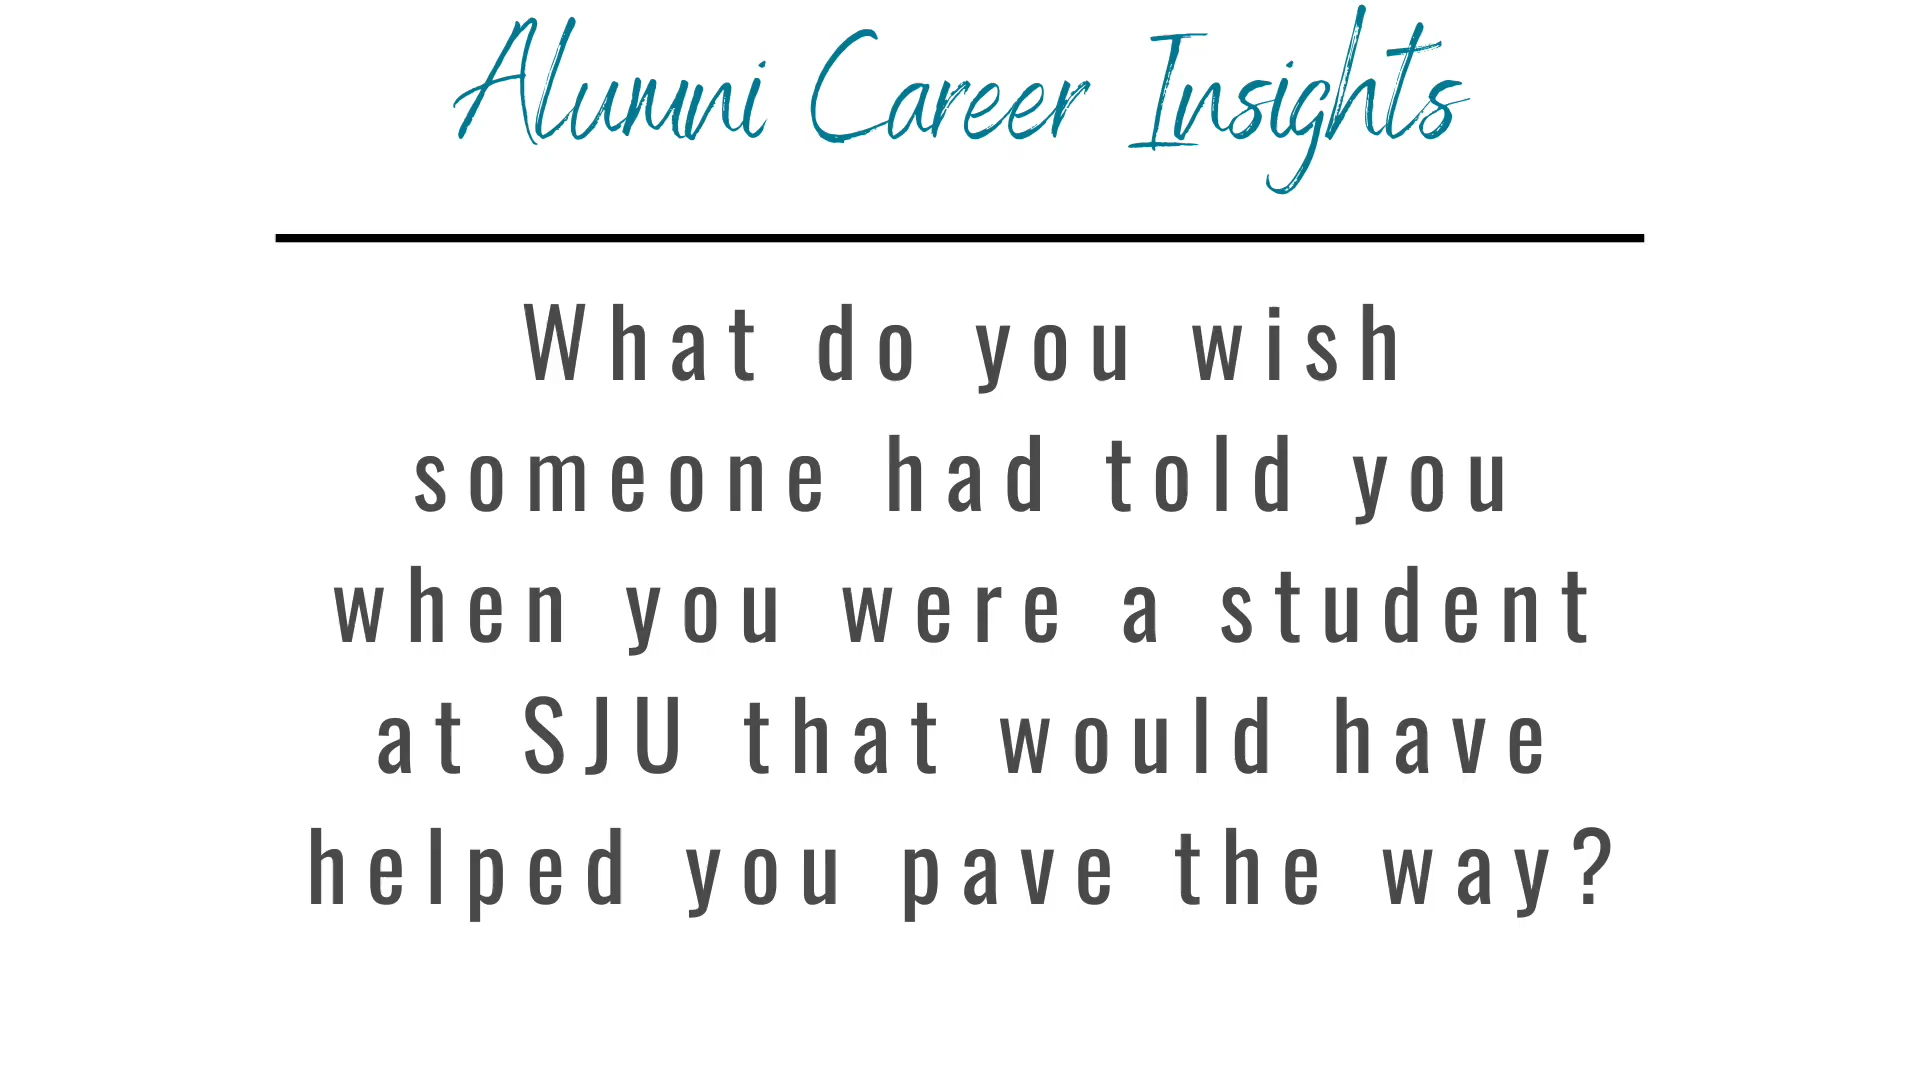 Alumni Career Insights
What do you wish
someone had told you
when you were a student
at SJU that would have
helped you pave the way?